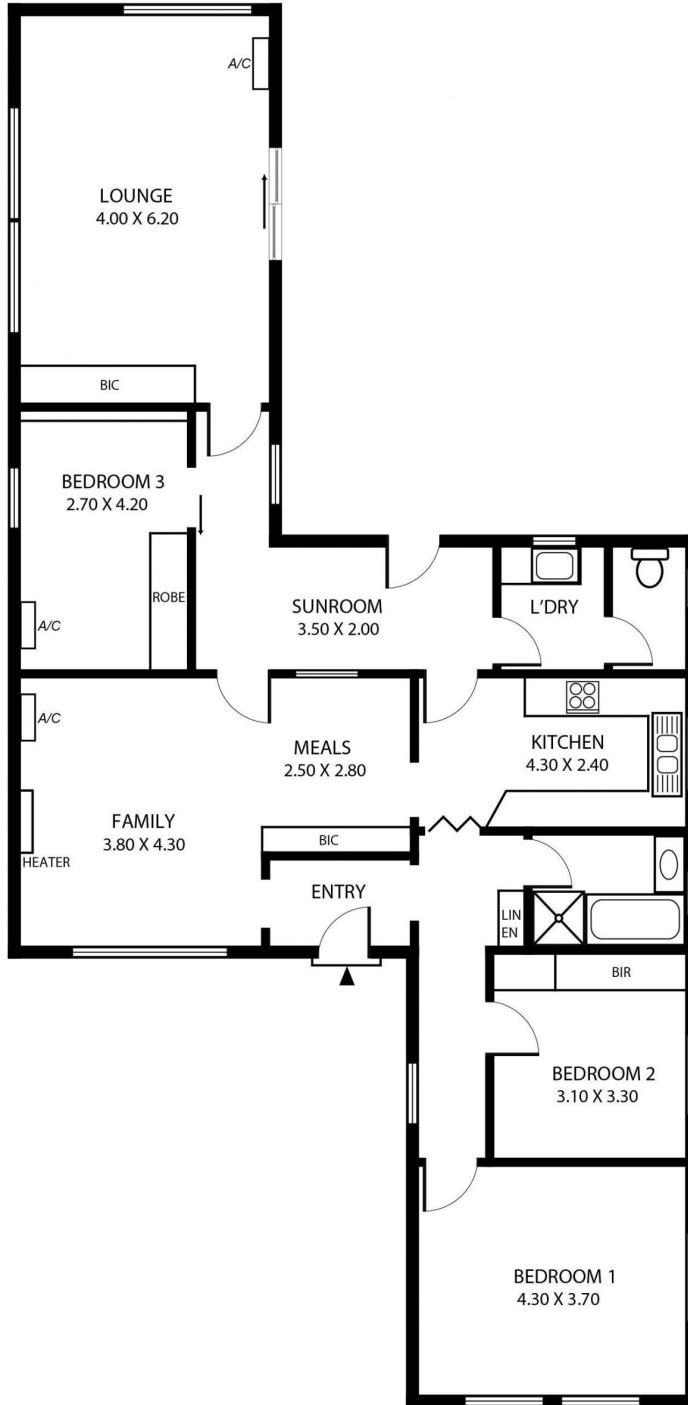 A/C
LOUNGE
4.00 X 6.20
BIC
BEDROOM 3
2.70 X 4.20
ROBE
A/C
SUNROOM
3.50 X 2.00
L'DRY
A/C
MEALS
2.50 X 2.80
KITCHEN
4.30 X 2.40
FAMILY
3.80 X 4.30
HEATER
BIC
ENTRY
LIN
EN
BIR
BEDROOM 2
3.10 X 3.30
BEDROOM 1
4.30 X 3.70